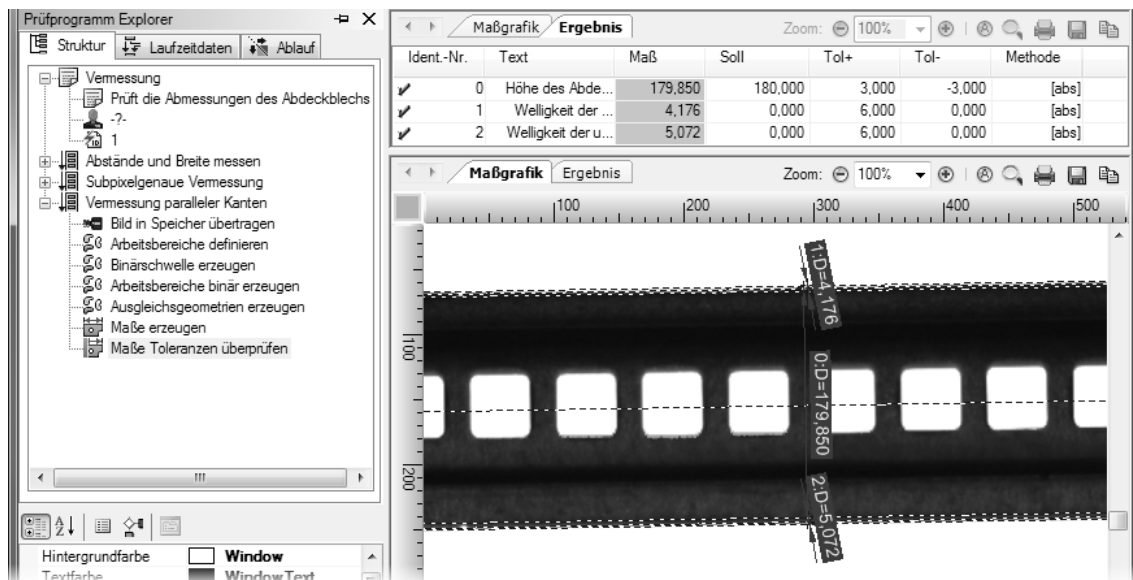 Prüfprogramm Explorer
Struktur Laufzeitdaten Ablauf
Vermessung
Prüft die Abmessungen des Abdeckblechs
-?-
1
Abstände und Breite messen
Subpixelgenaue Vermessung
Vermessung paralleler Kanten
Bild in Speicher übertragen
Arbeitsbereiche definieren
Binärschwelle erzeugen
Arbeitsbereiche binär erzeugen
Ausgleichsgeometrien erzeugen
Maße erzeugen
Maße Toleranzen überprüfen
Hintergrundfarbe Window
Textfarbe WindowText
Maßgrafik Ergebnis Zoom: 100%
Ident.-Nr. Text Maß Soll Tol+ Tol- Methode
0 Höhe des Abde... 179,850 180,000 3,000 -3,000 [abs]
1 Welligkeit der ... 4,176 0,000 6,000 0,000 [abs]
2 Welligkeit der u... 5,072 0,000 6,000 0,000 [abs]
Maßgrafik Ergebnis Zoom: 100%
100 200 300 400 500
100
200
1:D=4,176
0:D=179,850
2:D=5,072